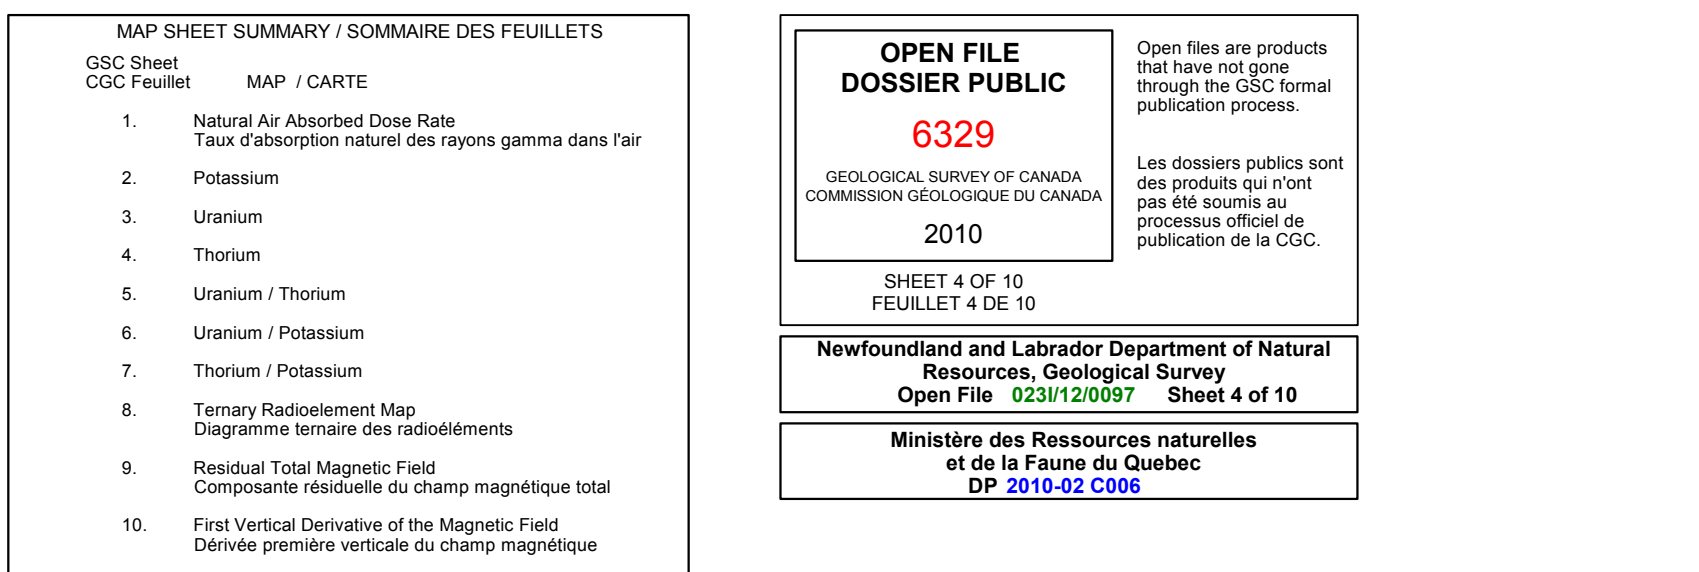 MAP SHEET SUMMARY / SOMMAIRE DES FEUILLETS
GSC Sheet
CGC Feuillet MAP / CARTE
1. Natural Air Absorbed Dose Rate
Taux d'absorption naturel des rayons gamma dans l'air
2. Potassium
3. Uranium
4. Thorium
5. Uranium / Thorium
6. Uranium / Potassium
7. Thorium / Potassium
8. Ternary Radioelement Map
Diagramme ternaire des radioéléments
9. Residual Total Magnetic Field
Composante résiduelle du champ magnétique total
10. First Vertical Derivative of the Magnetic Field
Dérivée première verticale du champ magnétique
OPEN FILE
DOSSIER PUBLIC
6329
GEOLOGICAL SURVEY OF CANADA
COMMISSION GÉOLOGIQUE DU CANADA
2010
SHEET 4 OF 10
FEUILLET 4 DE 10
Open files are products
that have not gone
through the GSC formal
publication process.
Les dossiers publics sont
des produits qui n'ont
pas été soumis au
processus officiel de
publication de la CGC.
Newfoundland and Labrador Department of Natural
Resources, Geological Survey
Open File 023I/12/0097 Sheet 4 of 10
Ministère des Ressources naturelles
et de la Faune du Quebec
DP 2010-02 C006